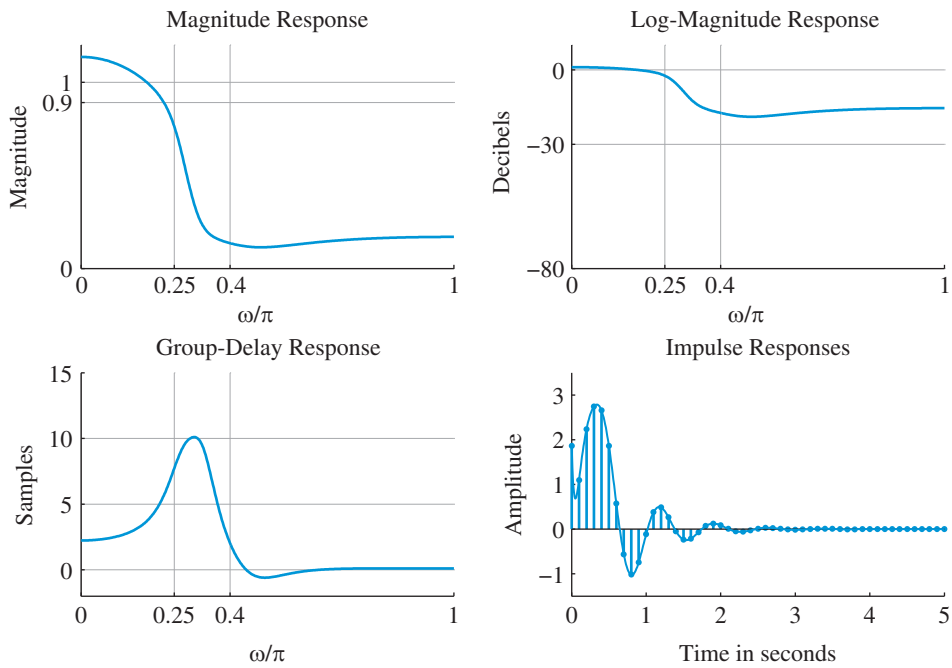 Magnitude Response
Magnitude
1
0.9
0
0
0.25
0.4
1
ω/π
Log-Magnitude Response
Decibels
0
−30
−80
0
0.25
0.4
1
ω/π
Group-Delay Response
Samples
15
10
5
0
0
0.25
0.4
1
ω/π
Impulse Responses
Amplitude
3
2
1
0
−1
0
1
2
3
4
5
Time in seconds